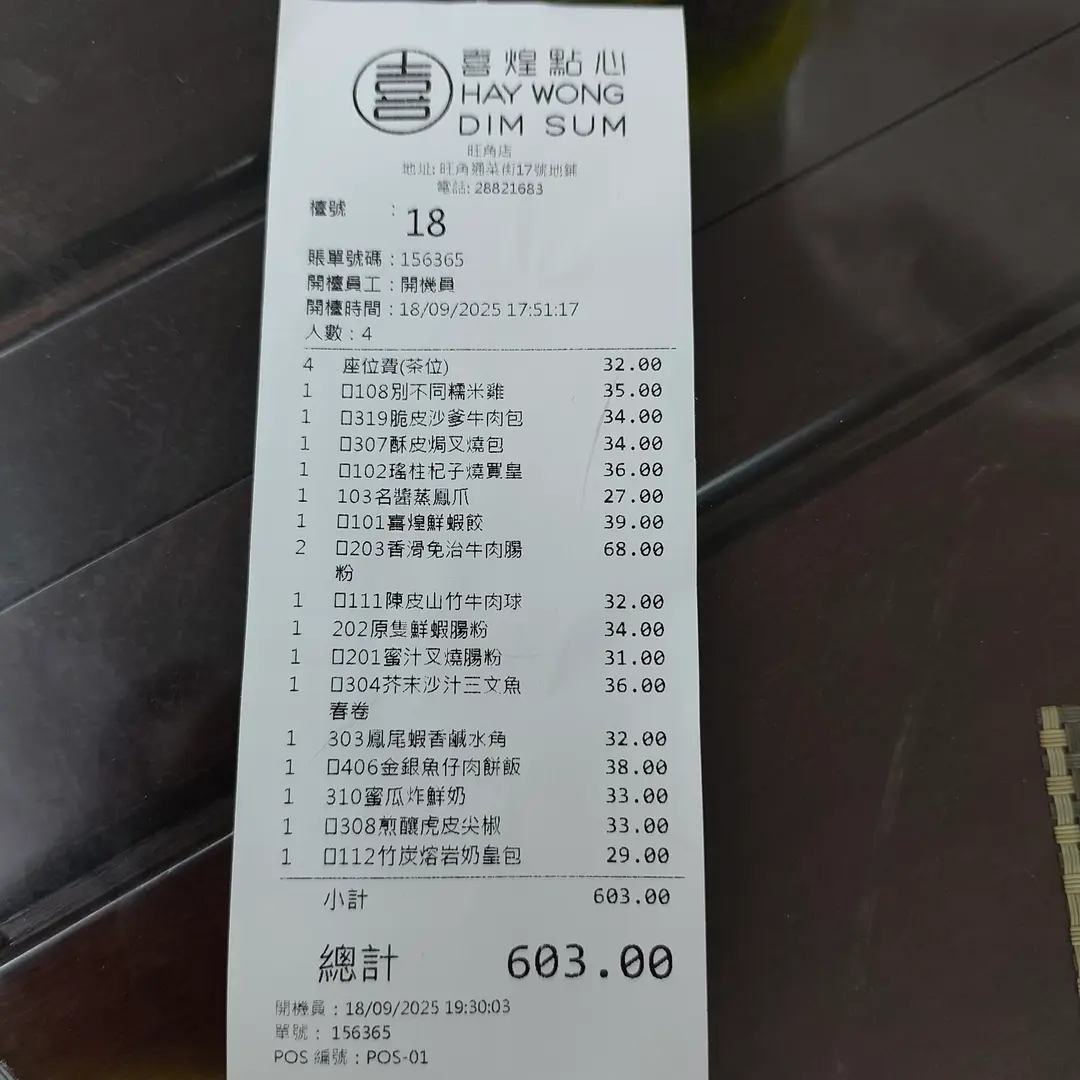 喜
喜煌點心
HAY WONG
DIM SUM
旺角店
地址: 旺角通菜街17號地鋪
電話: 28821683
檯號 : 18
賬單號碼 : 156365
開檯員工 : 開機員
開檯時間 : 18/09/2025 17:51:17
人數 : 4
4 座位費(茶位) 32.00
1 □108別不同糯米雞 35.00
1 □319脆皮沙爹牛肉包 34.00
1 □307酥皮焗叉燒包 34.00
1 □102瑤柱杞子燒賣皇 36.00
1 103名醬蒸鳳爪 27.00
1 □101喜煌鮮蝦餃 39.00
2 □203香滑免治牛肉腸 68.00
粉
1 □111陳皮山竹牛肉球 32.00
1 202原隻鮮蝦腸粉 34.00
1 □201蜜汁叉燒腸粉 31.00
1 □304芥末沙汁三文魚 36.00
春卷
1 303鳳尾蝦香鹹水角 32.00
1 □406金銀魚仔肉餅飯 38.00
1 310蜜瓜炸鮮奶 33.00
1 □308煎釀虎皮尖椒 33.00
1 □112竹炭熔岩奶皇包 29.00
小計 603.00
總計 603.00
開機員 : 18/09/2025 19:30:03
單號 : 156365
POS 編號 : POS-01